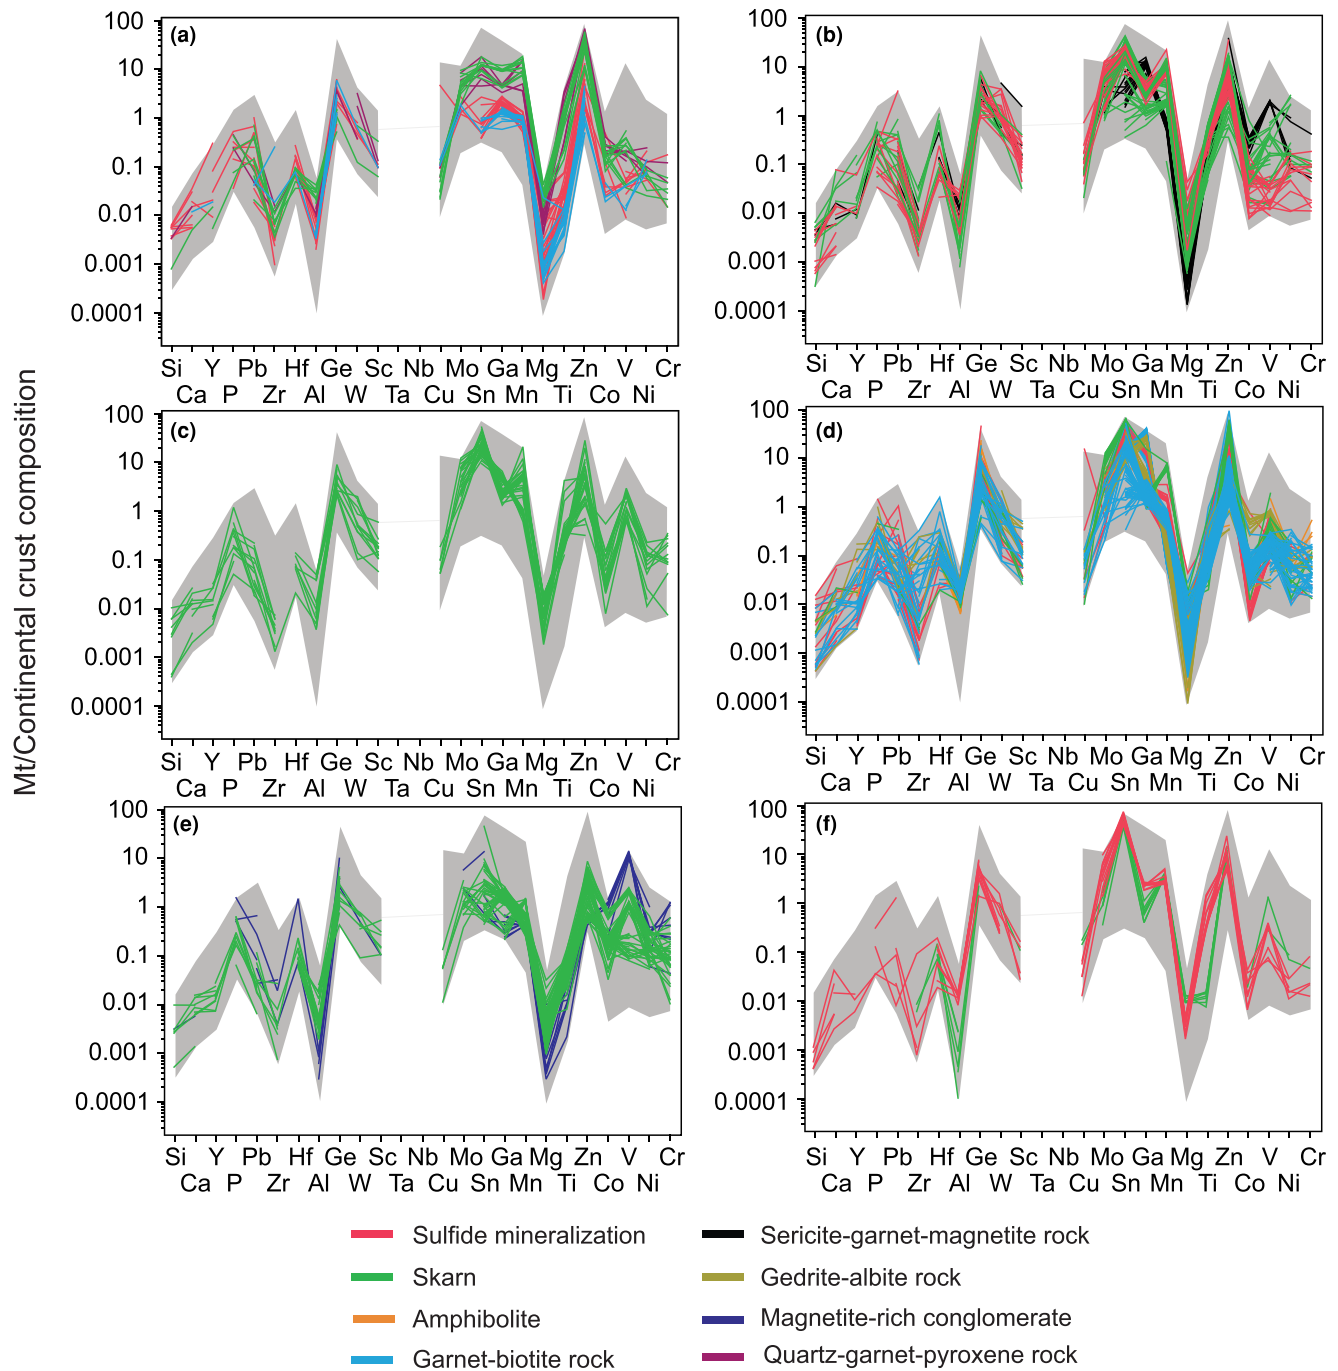 Mt/Continental crust composition
(a)
100
10
1
0.1
0.01
0.001
0.0001
Si Y Pb Hf Ge Sc Nb Mo Ga Mg Zn V Cr
Ca P Zr Al W Ta Cu Sn Mn Ti Co Ni
(b)
100
10
1
0.1
0.01
0.001
0.0001
Si Y Pb Hf Ge Sc Nb Mo Ga Mg Zn V Cr
Ca P Zr Al W Ta Cu Sn Mn Ti Co Ni
(c)
100
10
1
0.1
0.01
0.001
0.0001
Si Y Pb Hf Ge Sc Nb Mo Ga Mg Zn V Cr
Ca P Zr Al W Ta Cu Sn Mn Ti Co Ni
(d)
100
10
1
0.1
0.01
0.001
0.0001
Si Y Pb Hf Ge Sc Nb Mo Ga Mg Zn V Cr
Ca P Zr Al W Ta Cu Sn Mn Ti Co Ni
(e)
100
10
1
0.1
0.01
0.001
0.0001
Si Y Pb Hf Ge Sc Nb Mo Ga Mg Zn V Cr
Ca P Zr Al W Ta Cu Sn Mn Ti Co Ni
(f)
100
10
1
0.1
0.01
0.001
0.0001
Si Y Pb Hf Ge Sc Nb Mo Ga Mg Zn V Cr
Ca P Zr Al W Ta Cu Sn Mn Ti Co Ni
Sulfide mineralization
Skarn
Amphibolite
Garnet-biotite rock
Sericite-garnet-magnetite rock
Gedrite-albite rock
Magnetite-rich conglomerate
Quartz-garnet-pyroxene rock